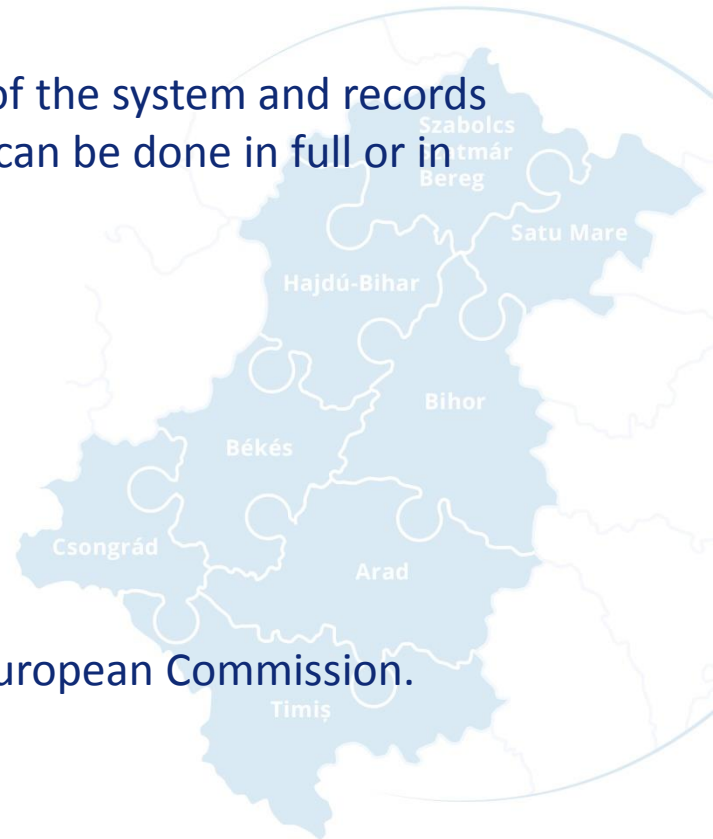 of the system and records
Szabolcs
can be done in full or in
Szatmár
Bereg
Satu Mare
Hajdú-Bihar
Bihor
Békés
Csongrád
Arad
uropean Commission.
Timiș